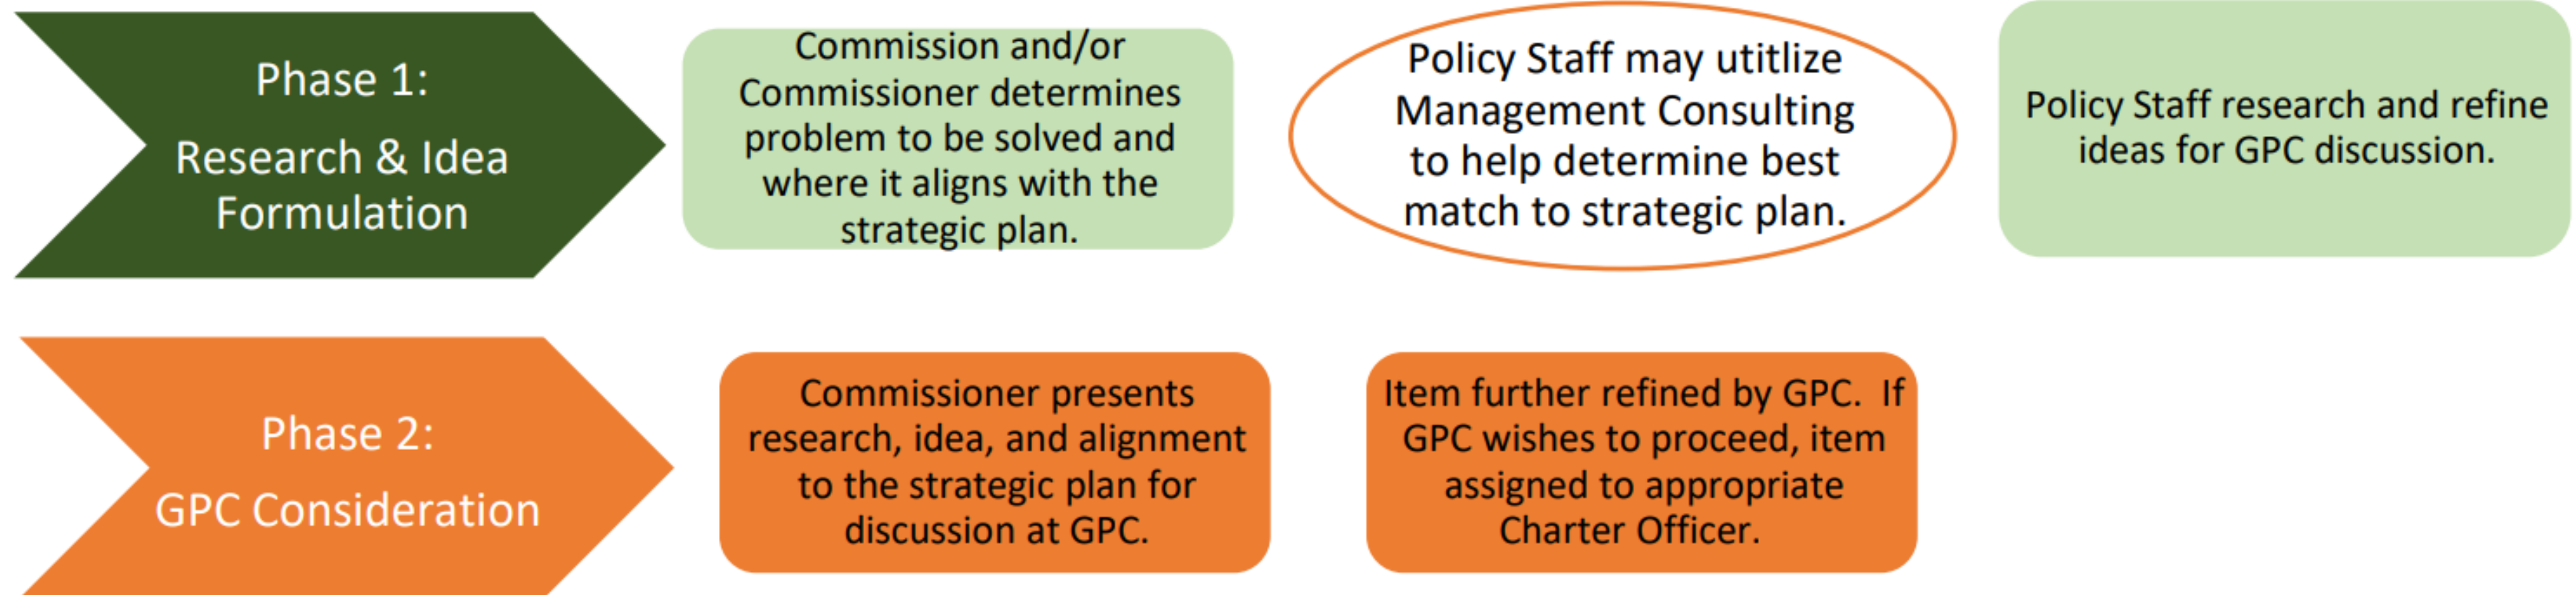 Phase 1:
Research & Idea
Formulation
Commission and/or
Commissioner determines
problem to be solved and
where it aligns with the
strategic plan.
Policy Staff may utitlize
Management Consulting
to help determine best
match to strategic plan.
Policy Staff research and refine
ideas for GPC discussion.
Phase 2:
GPC Consideration
Commissioner presents
research, idea, and alignment
to the strategic plan for
discussion at GPC.
Item further refined by GPC.  If
GPC wishes to proceed, item
assigned to appropriate
Charter Officer.